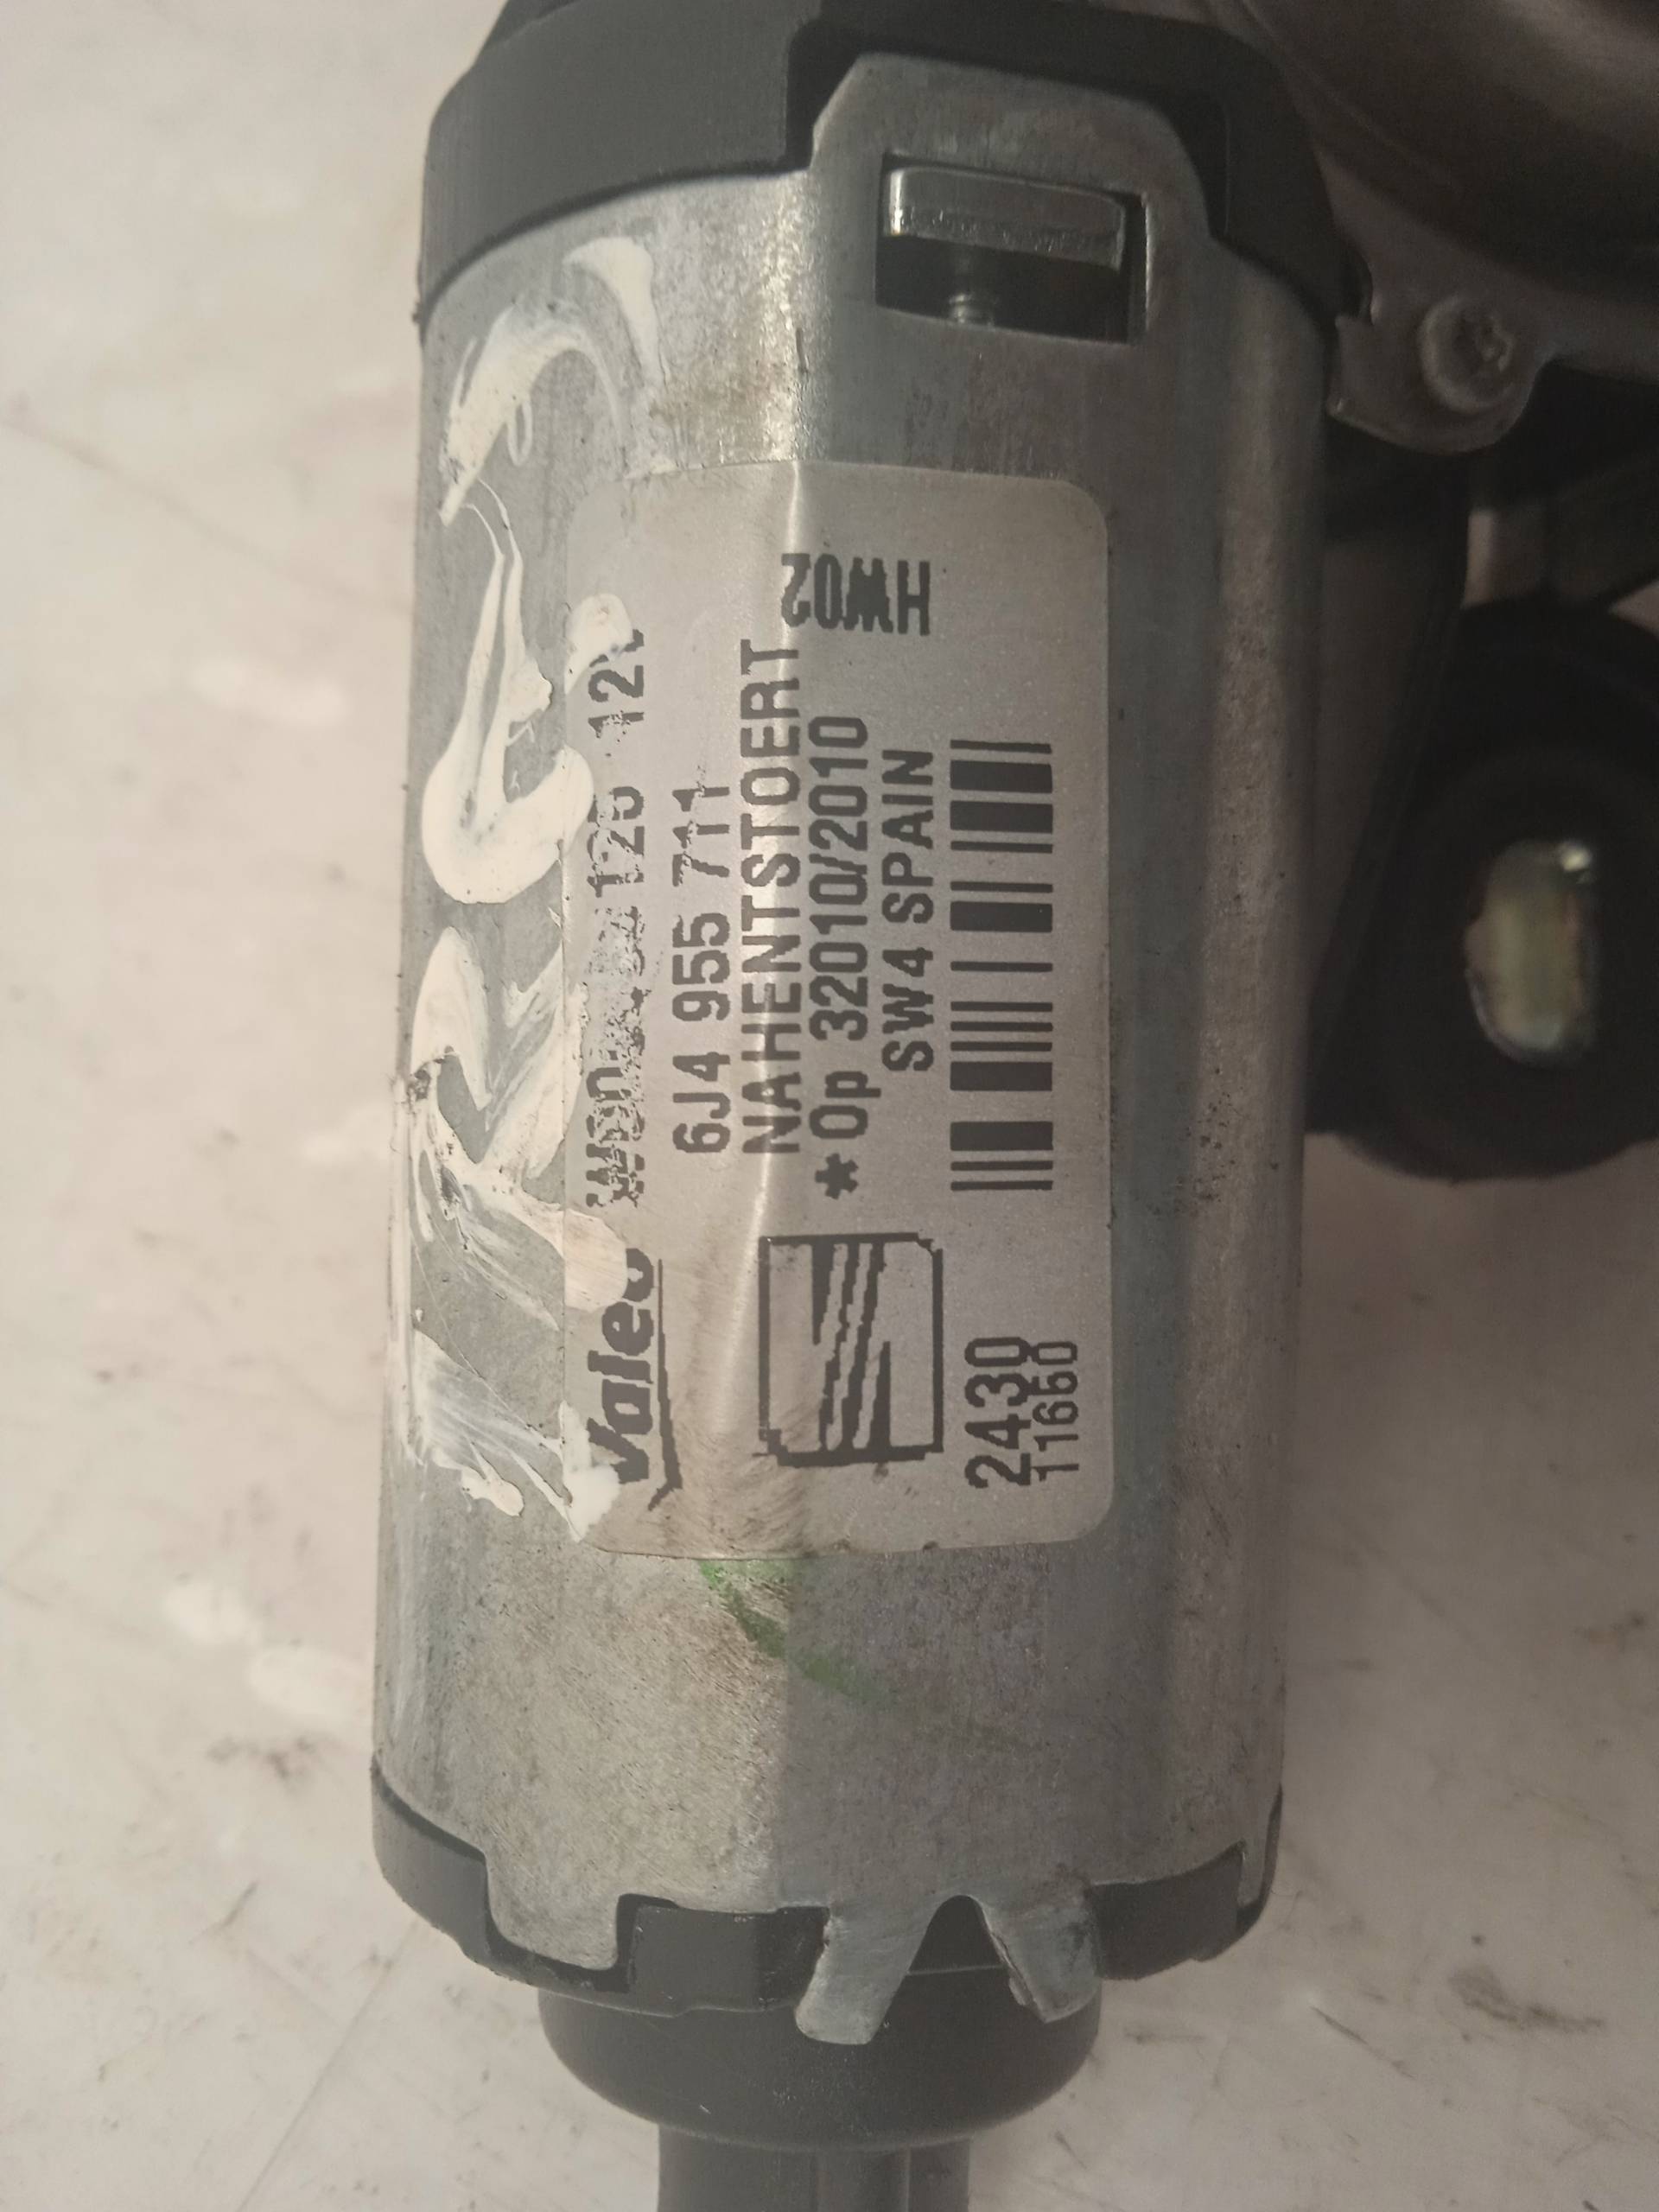 Valeo
6J4 955 711
NAHENTSTOERT
* Op 32010/2010
SW4 SPAIN
HW02
2430
11660